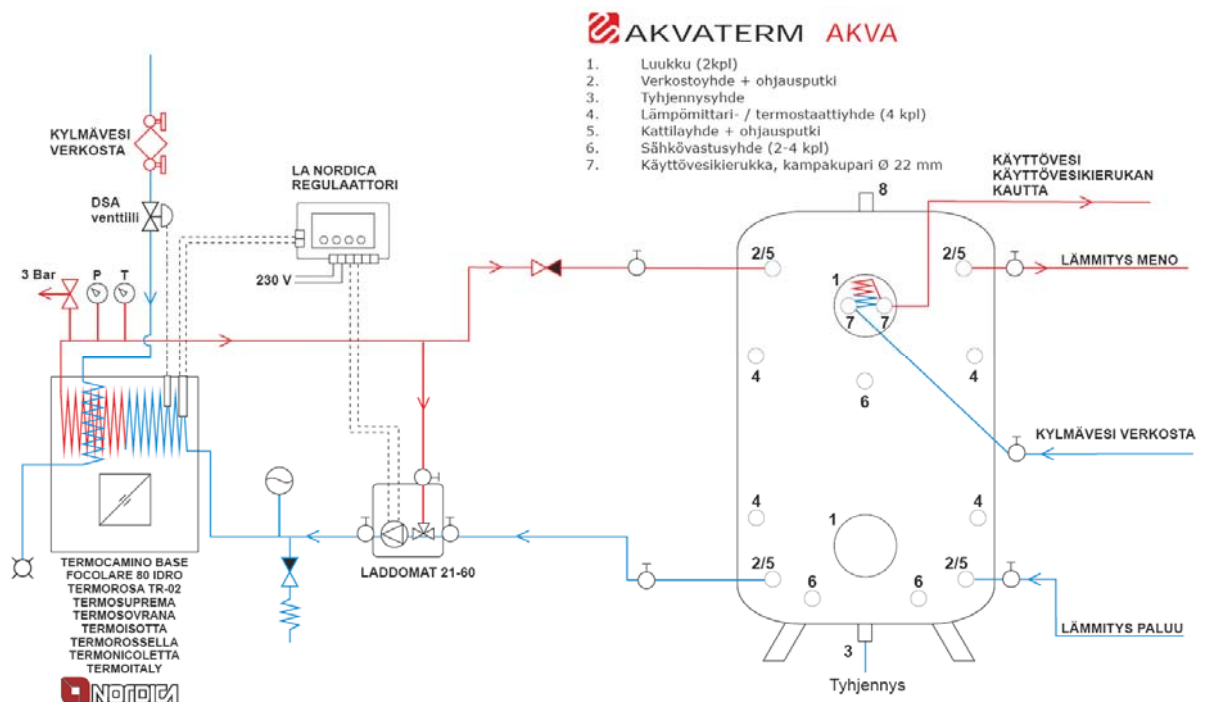 AKVATERM AKVA
1. Luukku (2kpl)
2. Verkostoyhde + ohjausputki
3. Tyhjennysyhde
4. Lämpömittari- / termostaattiyhde (4 kpl)
5. Kattilayhde + ohjausputki
6. Sähkövastusyhde (2-4 kpl)
7. Käyttövesikierukka, kampakupari Ø 22 mm
KYLMÄVESI
VERKOSTA
DSA
venttiili
3 Bar
P
T
LA NORDICA
REGULAATTORI
230 V
LADDOMAT 21-60
TERMOCAMINO BASE
FOCOLARE 80 IDRO
TERMOROSA TR-02
TERMOSUPREMA
TERMOSOVRANA
TERMOISOTTA
TERMOROSSELLA
TERMONICOLETTA
TERMOITALY
NORDICA
KÄYTTÖVESI
KÄYTTÖVESIKIERUKAN
KAUTTA
8
2/5
2/5
LÄMMITYS MENO
1
7
7
4
4
6
KYLMÄVESI VERKOSTA
4
4
1
2/5
2/5
6
6
LÄMMITYS PALUU
3
Tyhjennys